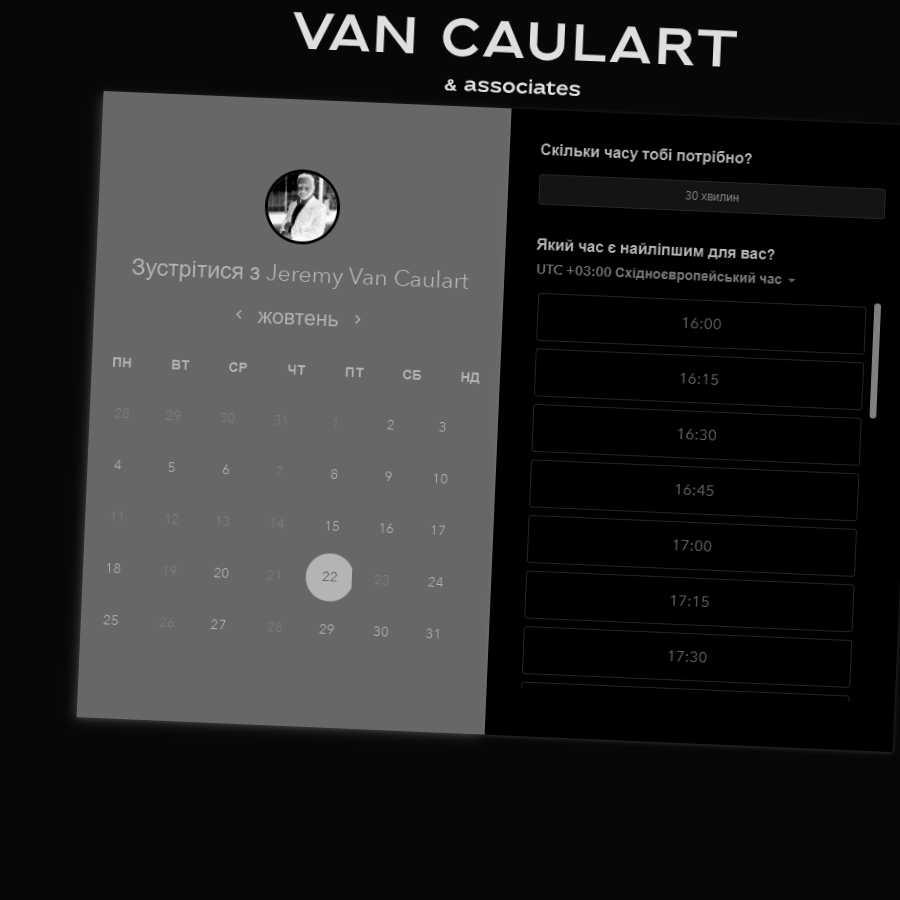 VAN CAULART
& associates
Зустрітися з Jeremy Van Caulart
жовтень
ПН ВТ СР ЧТ ПТ СБ НД
28 29 30 31 1 2 3
4 5 6 7 8 9 10
11 12 13 14 15 16 17
18 19 20 21 22 23 24
25 26 27 28 29 30 31
Скільки часу тобі потрібно?
30 хвилин
Який час є найліпшим для вас?
UTC +03:00 Східноєвропейський час
16:00
16:15
16:30
16:45
17:00
17:15
17:30